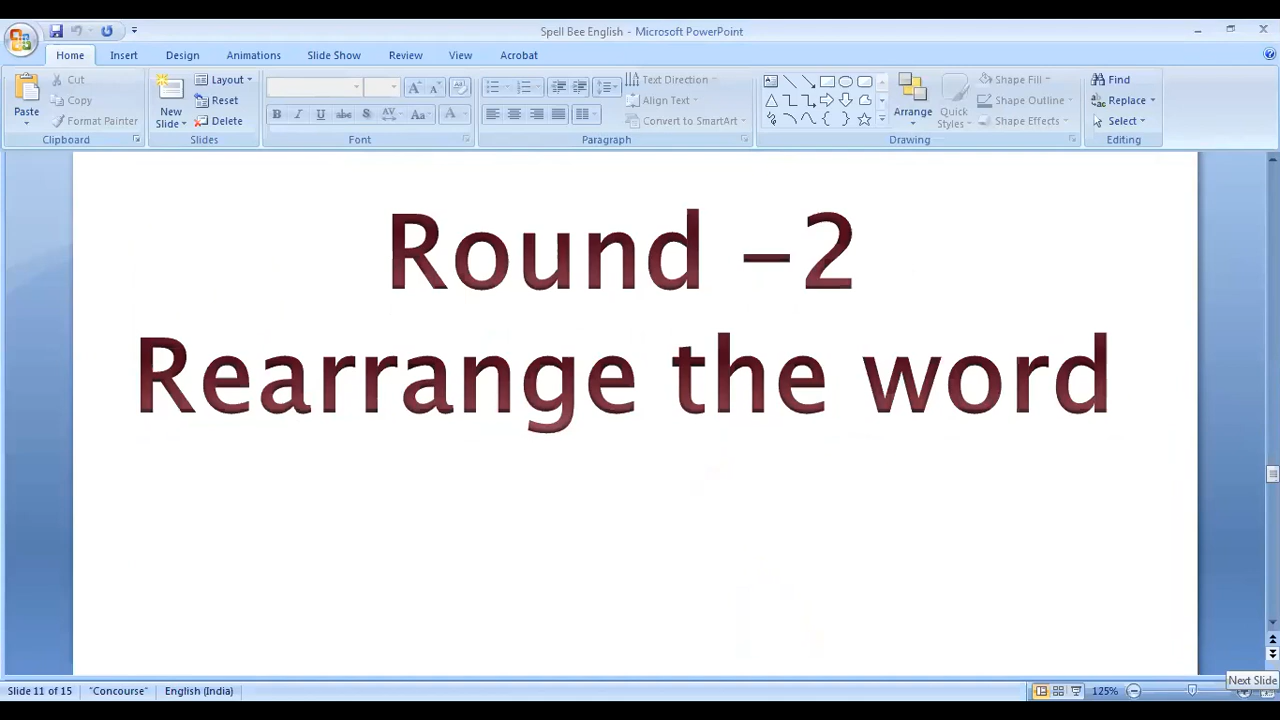 Spell Bee English - Microsoft PowerPoint
Home Insert Design Animations Slide Show Review View Acrobat
Paste
Cut
Copy
Format Painter
Clipboard
New Slide
Layout
Reset
Delete
Slides
B I U abc S AV Aa A
Font
Text Direction
Align Text
Convert to SmartArt
Paragraph
Arrange
Quick Styles
Shape Fill
Shape Outline
Shape Effects
Drawing
Find
Replace
Select
Editing
Round –2
Rearrange the word
Next Slide
Slide 11 of 15 "Concourse" English (India) 125%